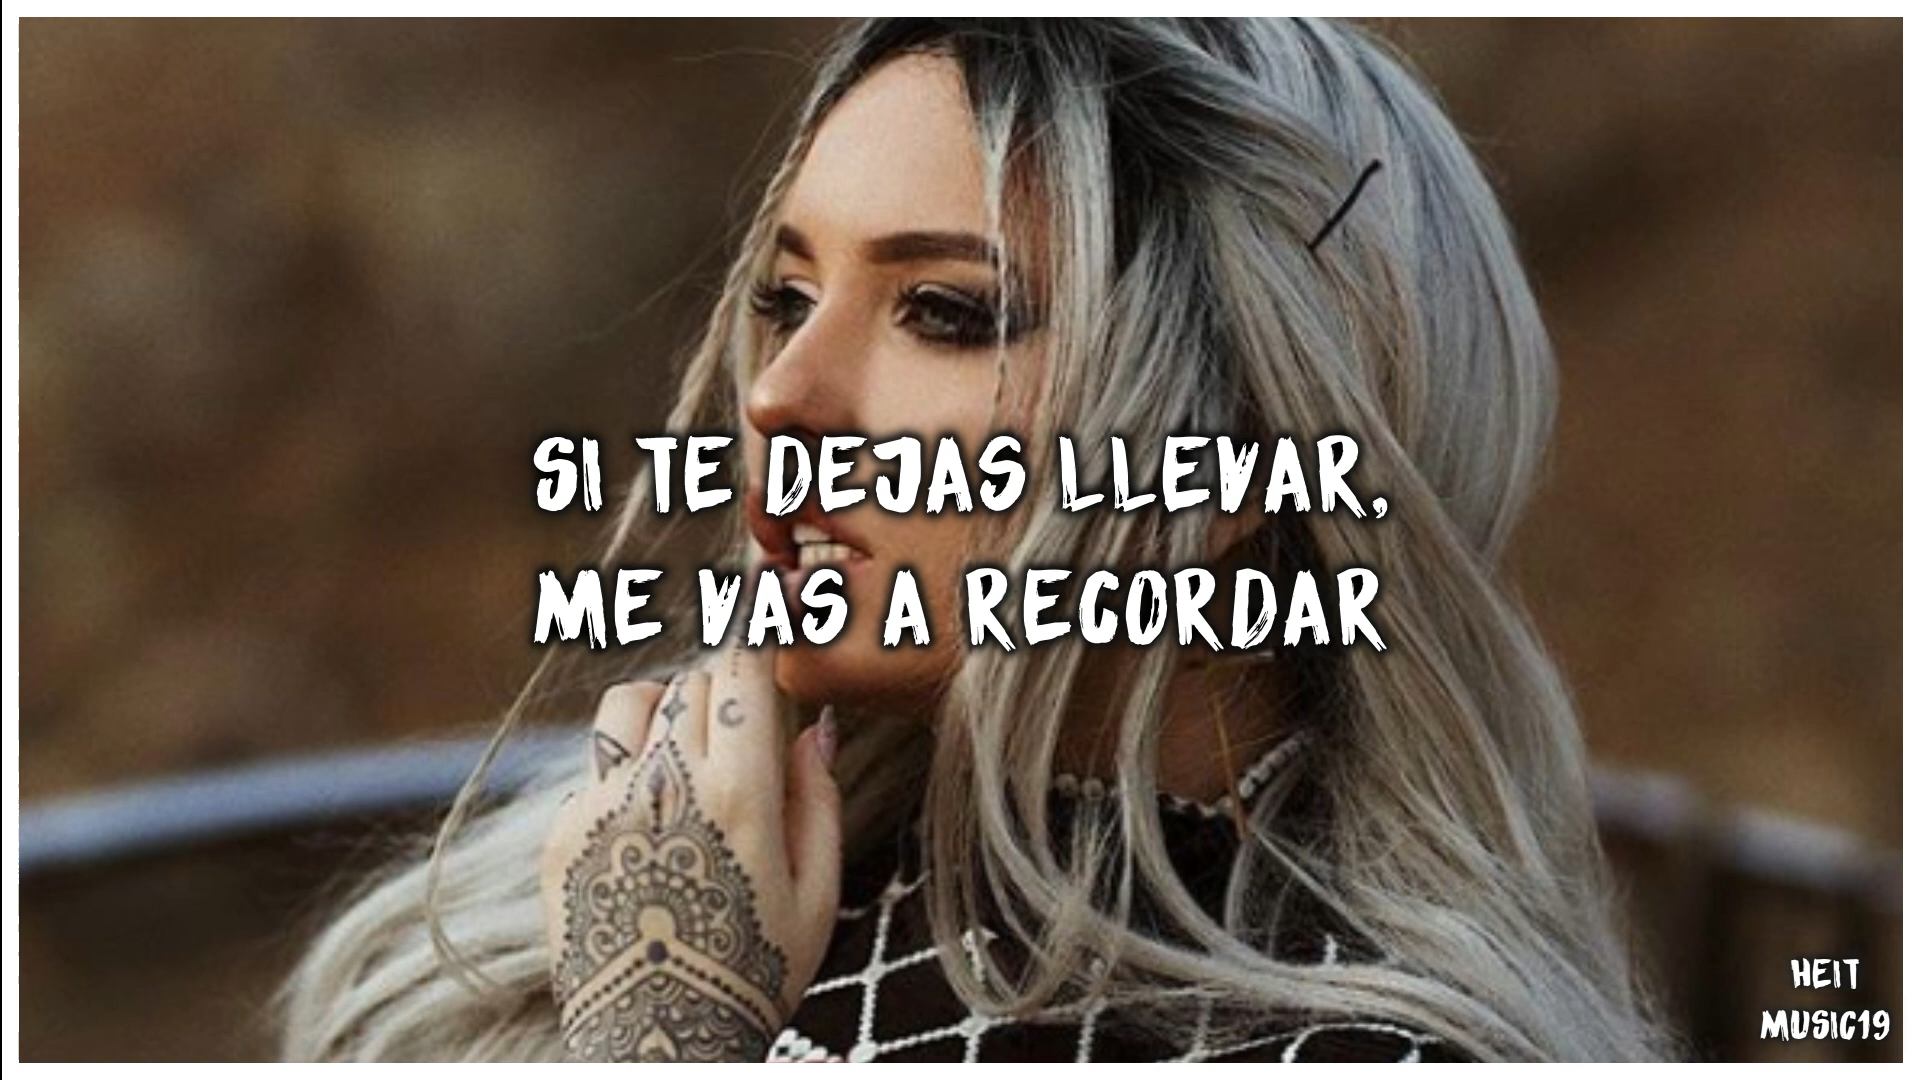 SI TE DEJAS LLEVAR,
ME VAS A RECORDAR
HEIT
MUSIC19